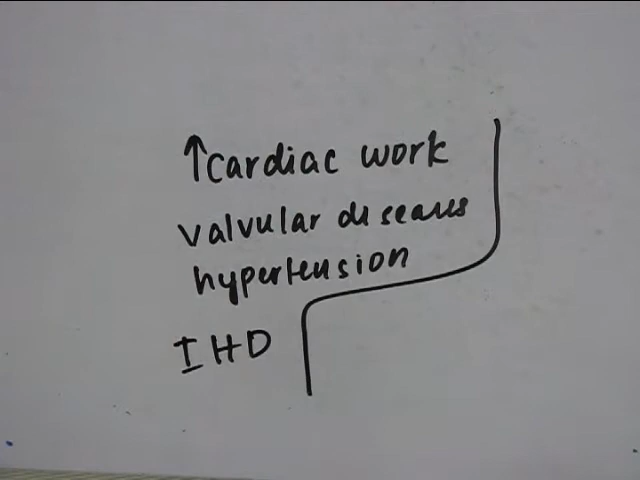 ↑cardiac work
valvular diseases
hypertension
IHD